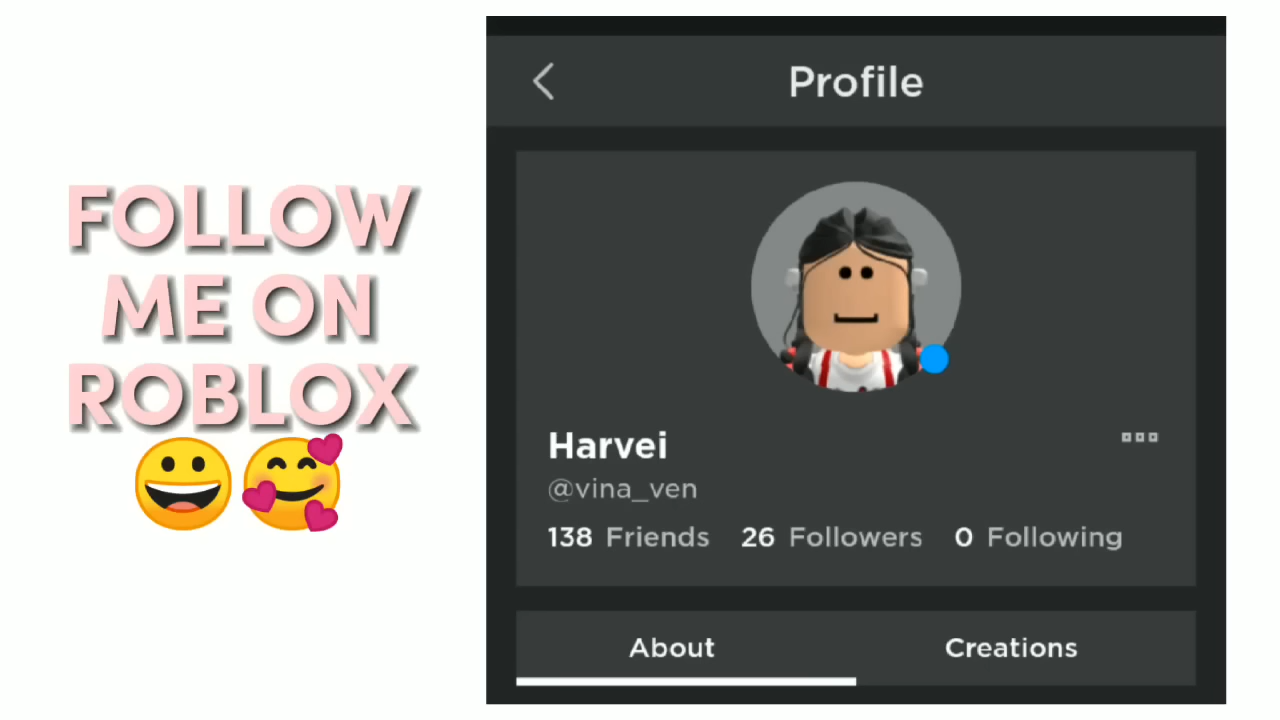 FOLLOW
ME ON
ROBLOX
😀🥰
Profile
Harvei
@vina_ven
138 Friends 26 Followers 0 Following
About Creations